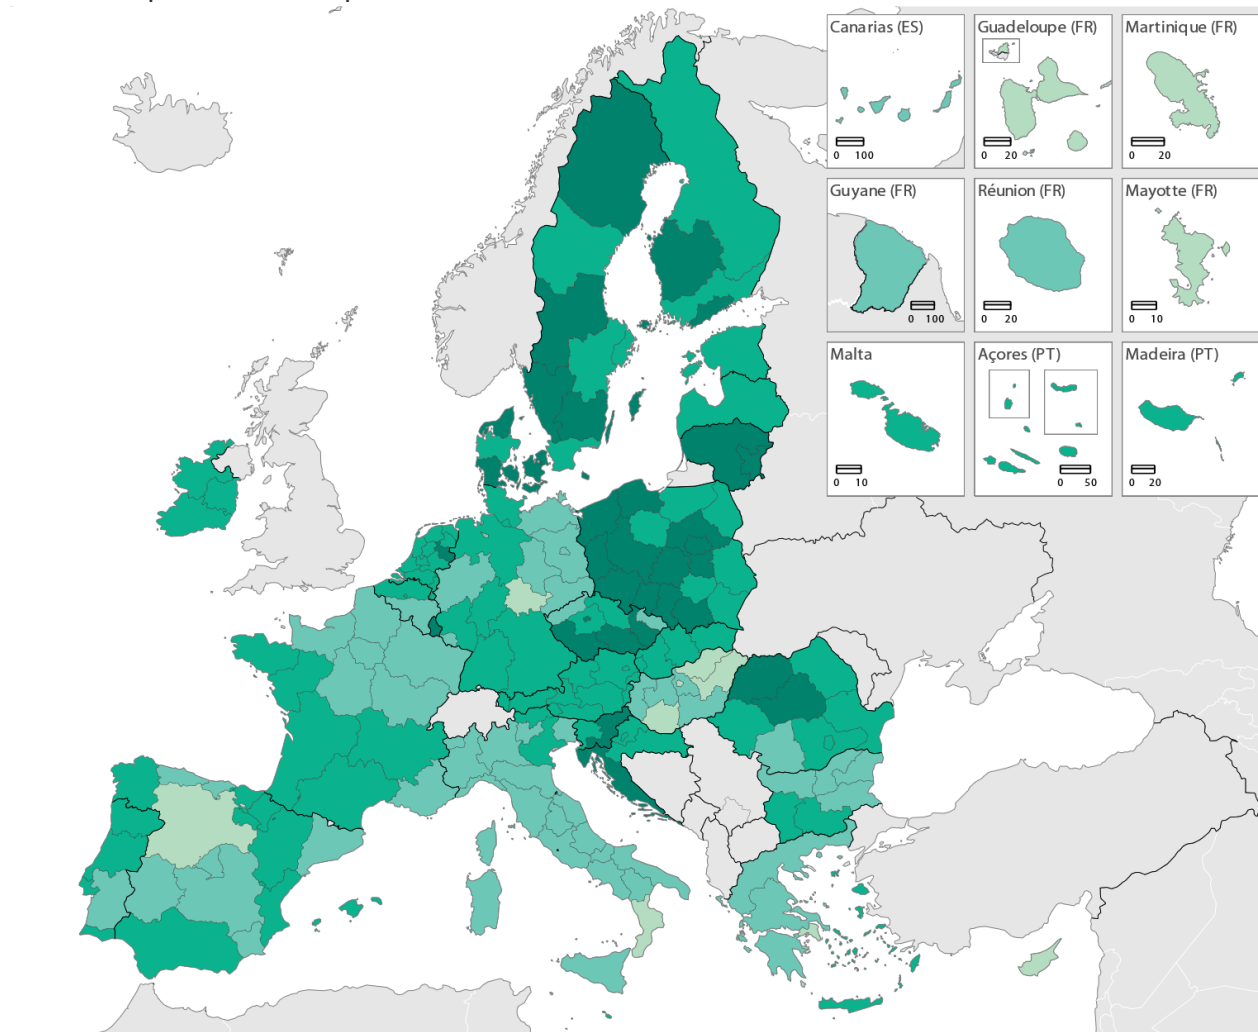 Canarias (ES)
0 100
Guadeloupe (FR)
0 20
Martinique (FR)
0 20
Guyane (FR)
0 100
Réunion (FR)
0 20
Mayotte (FR)
0 10
Malta
0 10
Açores (PT)
0 50
Madeira (PT)
0 20